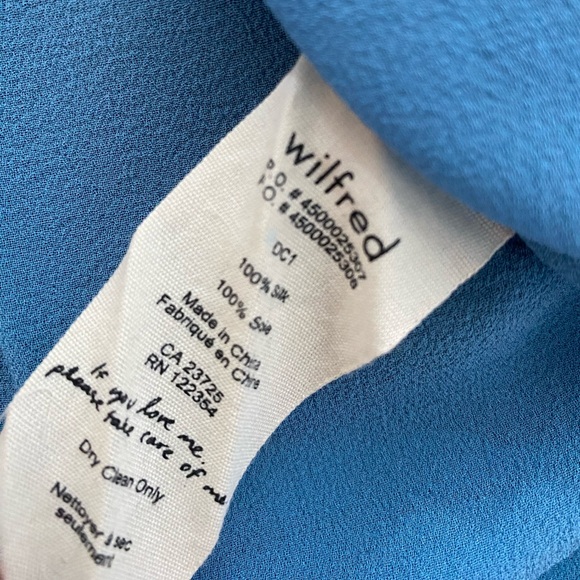 wilfred
P.O. # 4500025307
P.O. # 4500025308
DC1
100% Silk
100% Soie
Made in China
Fabriqué en Chine
CA 23725
RN 122354
If you love me,
please take care of me
Dry Clean Only
Nettoyer à sec
seulement